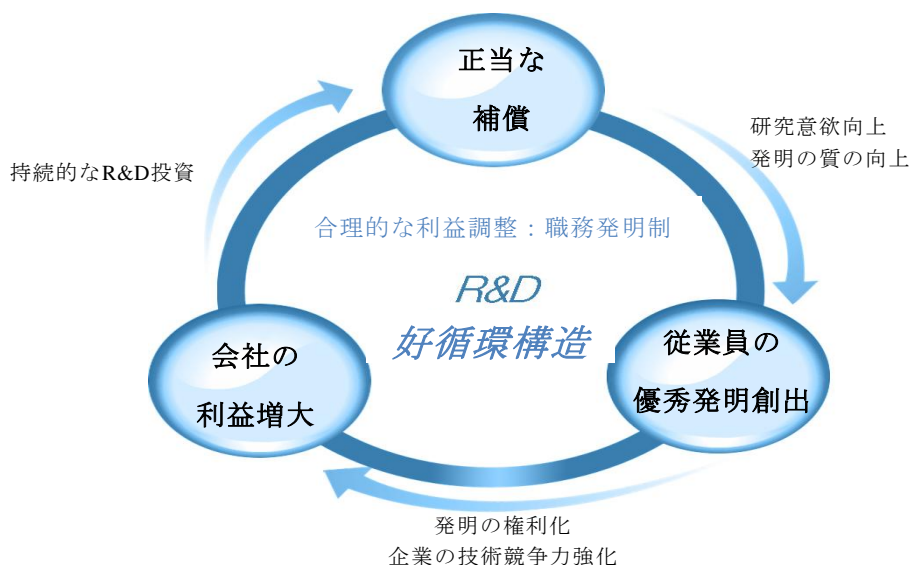 正当な
補償
研究意欲向上
発明の質の向上
持続的なR&D投資
合理的な利益調整：職務発明制
R&D
好循環構造
会社の
利益増大
従業員の
優秀発明創出
発明の権利化
企業の技術競争力強化